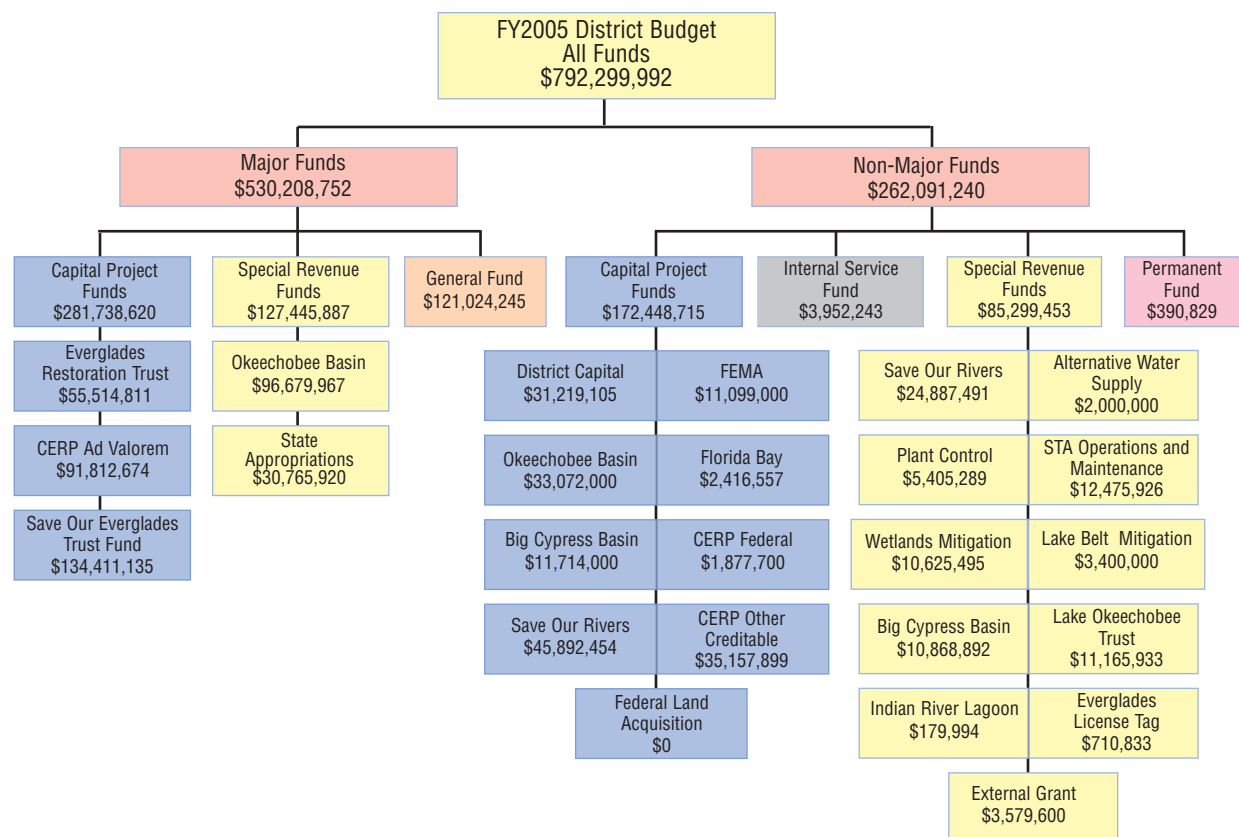 FY2005 District Budget
All Funds
$792,299,992
Major Funds
$530,208,752
Non-Major Funds
$262,091,240
Capital Project
Funds
$281,738,620
Special Revenue
Funds
$127,445,887
General Fund
$121,024,245
Capital Project
Funds
$172,448,715
Internal Service
Fund
$3,952,243
Special Revenue
Funds
$85,299,453
Permanent
Fund
$390,829
Everglades
Restoration Trust
$55,514,811
CERP Ad Valorem
$91,812,674
Save Our Everglades
Trust Fund
$134,411,135
Okeechobee Basin
$96,679,967
State
Appropriations
$30,765,920
District Capital
$31,219,105
FEMA
$11,099,000
Okeechobee Basin
$33,072,000
Florida Bay
$2,416,557
Big Cypress Basin
$11,714,000
CERP Federal
$1,877,700
Save Our Rivers
$45,892,454
CERP Other
Creditable
$35,157,899
Federal Land
Acquisition
$0
Save Our Rivers
$24,887,491
Alternative Water
Supply
$2,000,000
Plant Control
$5,405,289
STA Operations and
Maintenance
$12,475,926
Wetlands Mitigation
$10,625,495
Lake Belt Mitigation
$3,400,000
Big Cypress Basin
$10,868,892
Lake Okeechobee
Trust
$11,165,933
Indian River Lagoon
$179,994
Everglades
License Tag
$710,833
External Grant
$3,579,600